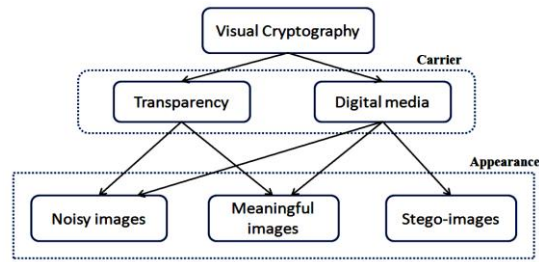 Visual Cryptography
Carrier
Transparency
Digital media
Appearance
Noisy images
Meaningful
images
Stego-images